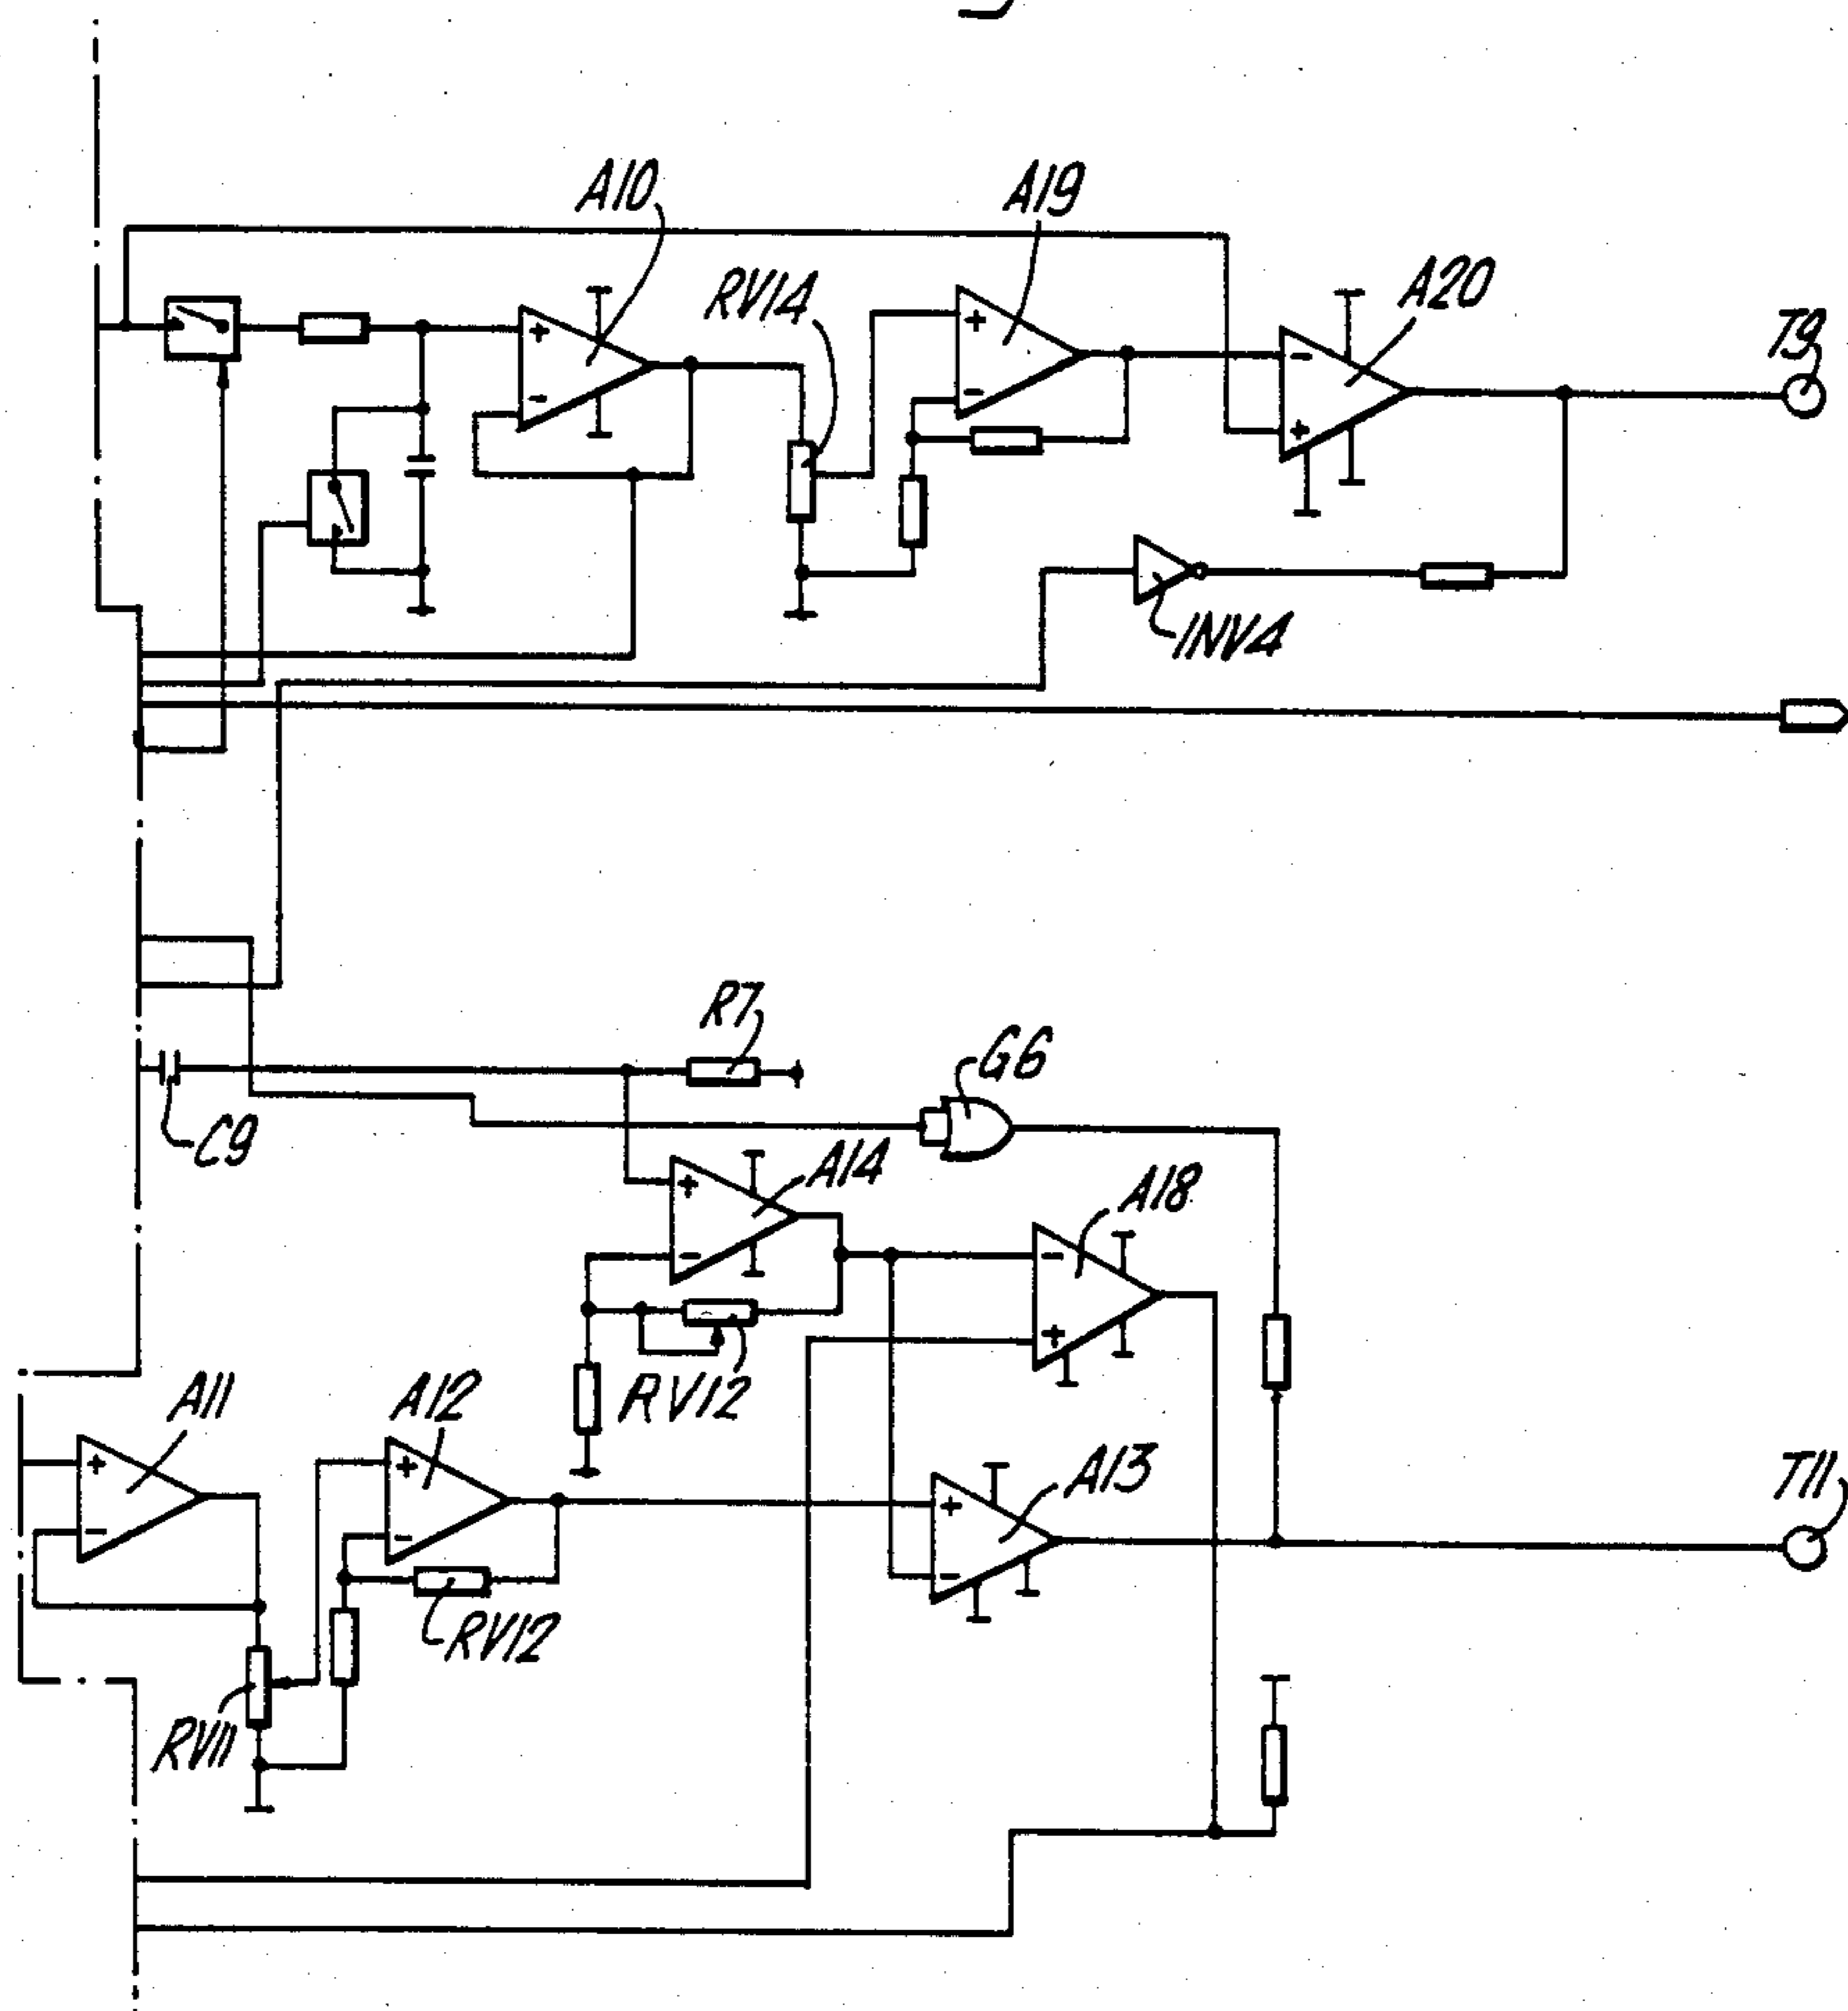 A10
A19
A20
RV14
T9
+
+
-
-
-
+
INV4
R7
G6
C9
A14
A18
+
-
-
+
RV12
A11
A12
A13
T11
+
+
+
-
-
-
RV12
RV11